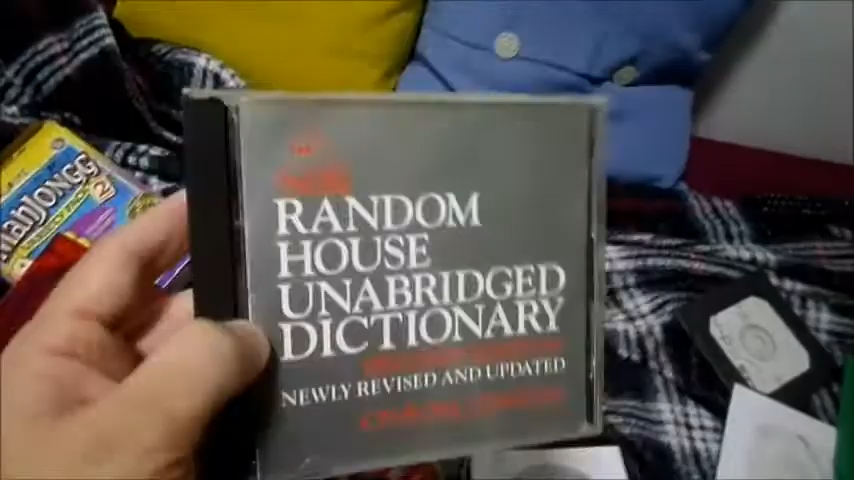 RANDOM
HOUSE
UNABRIDGED
DICTIONARY
NEWLY REVISED AND UPDATED
MahJongg
2